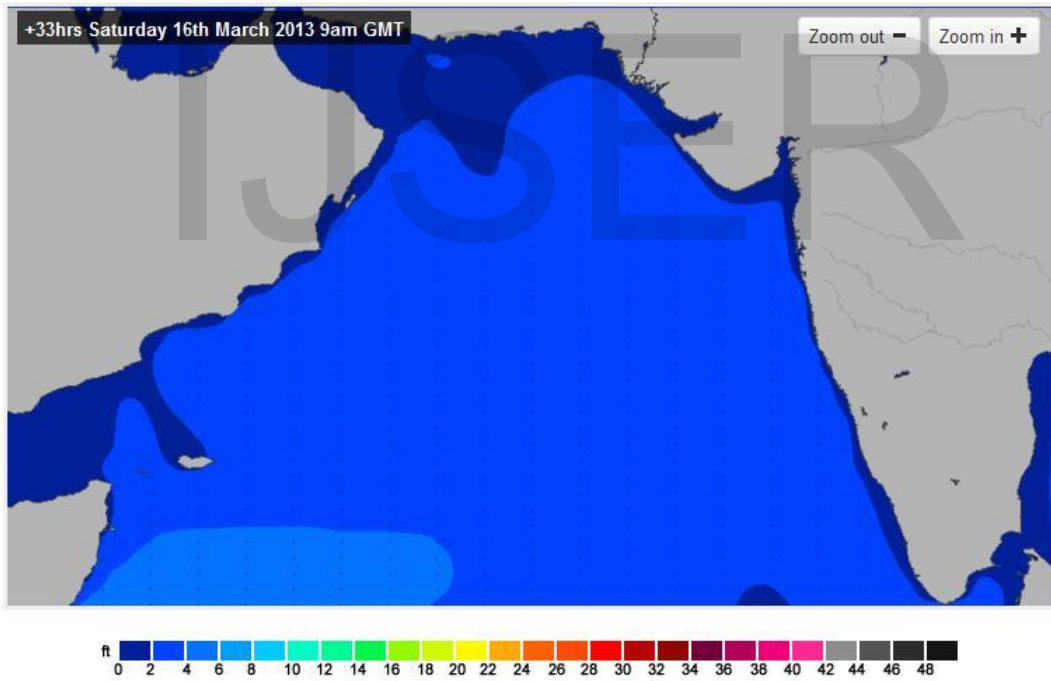 +33hrs Saturday 16th March 2013 9am GMT
Zoom out −
Zoom in +
IJSER
ft
0 2 4 6 8 10 12 14 16 18 20 22 24 26 28 30 32 34 36 38 40 42 44 46 48